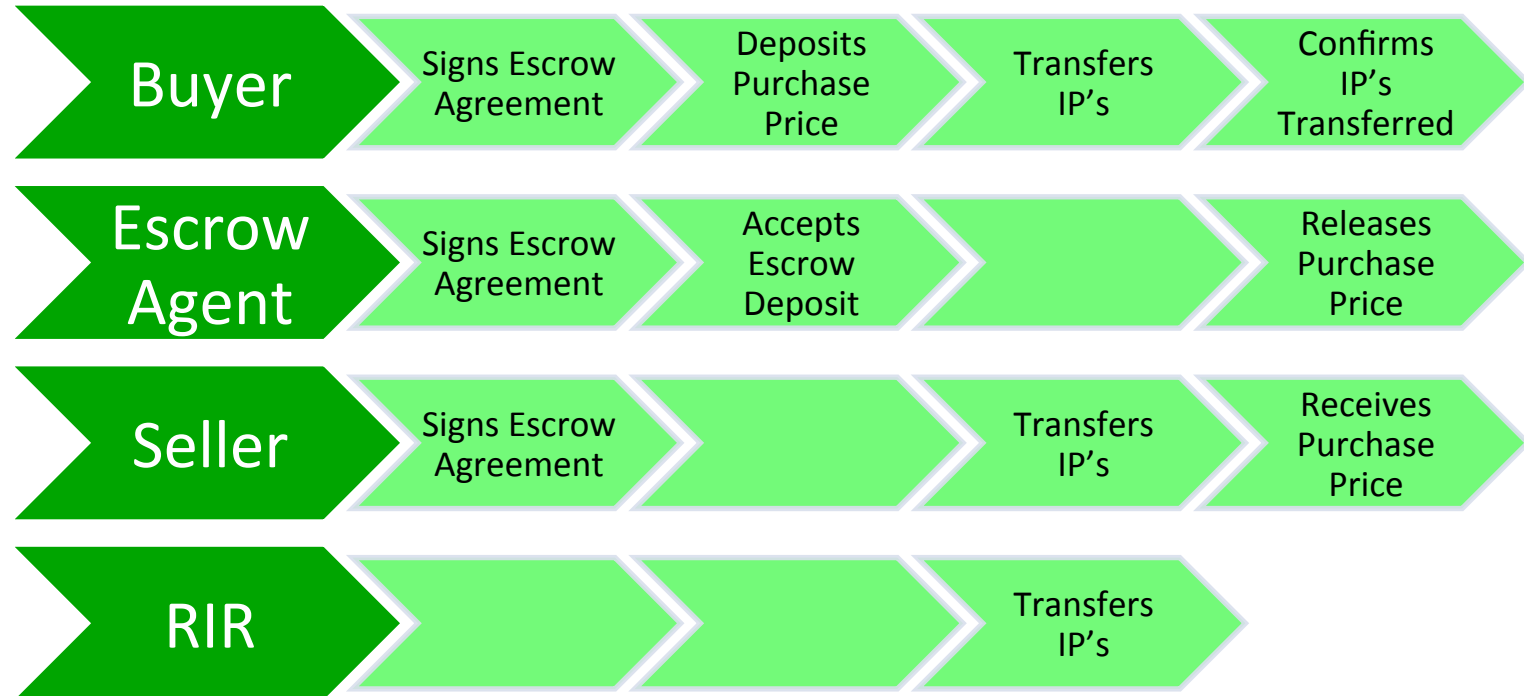 Buyer
Signs Escrow
Agreement
Deposits
Purchase
Price
Transfers
IP’s
Confirms
IP’s
Transferred
Escrow
Agent
Signs Escrow
Agreement
Accepts
Escrow
Deposit
Releases
Purchase
Price
Seller
Signs Escrow
Agreement
Transfers
IP’s
Receives
Purchase
Price
RIR
Transfers
IP’s